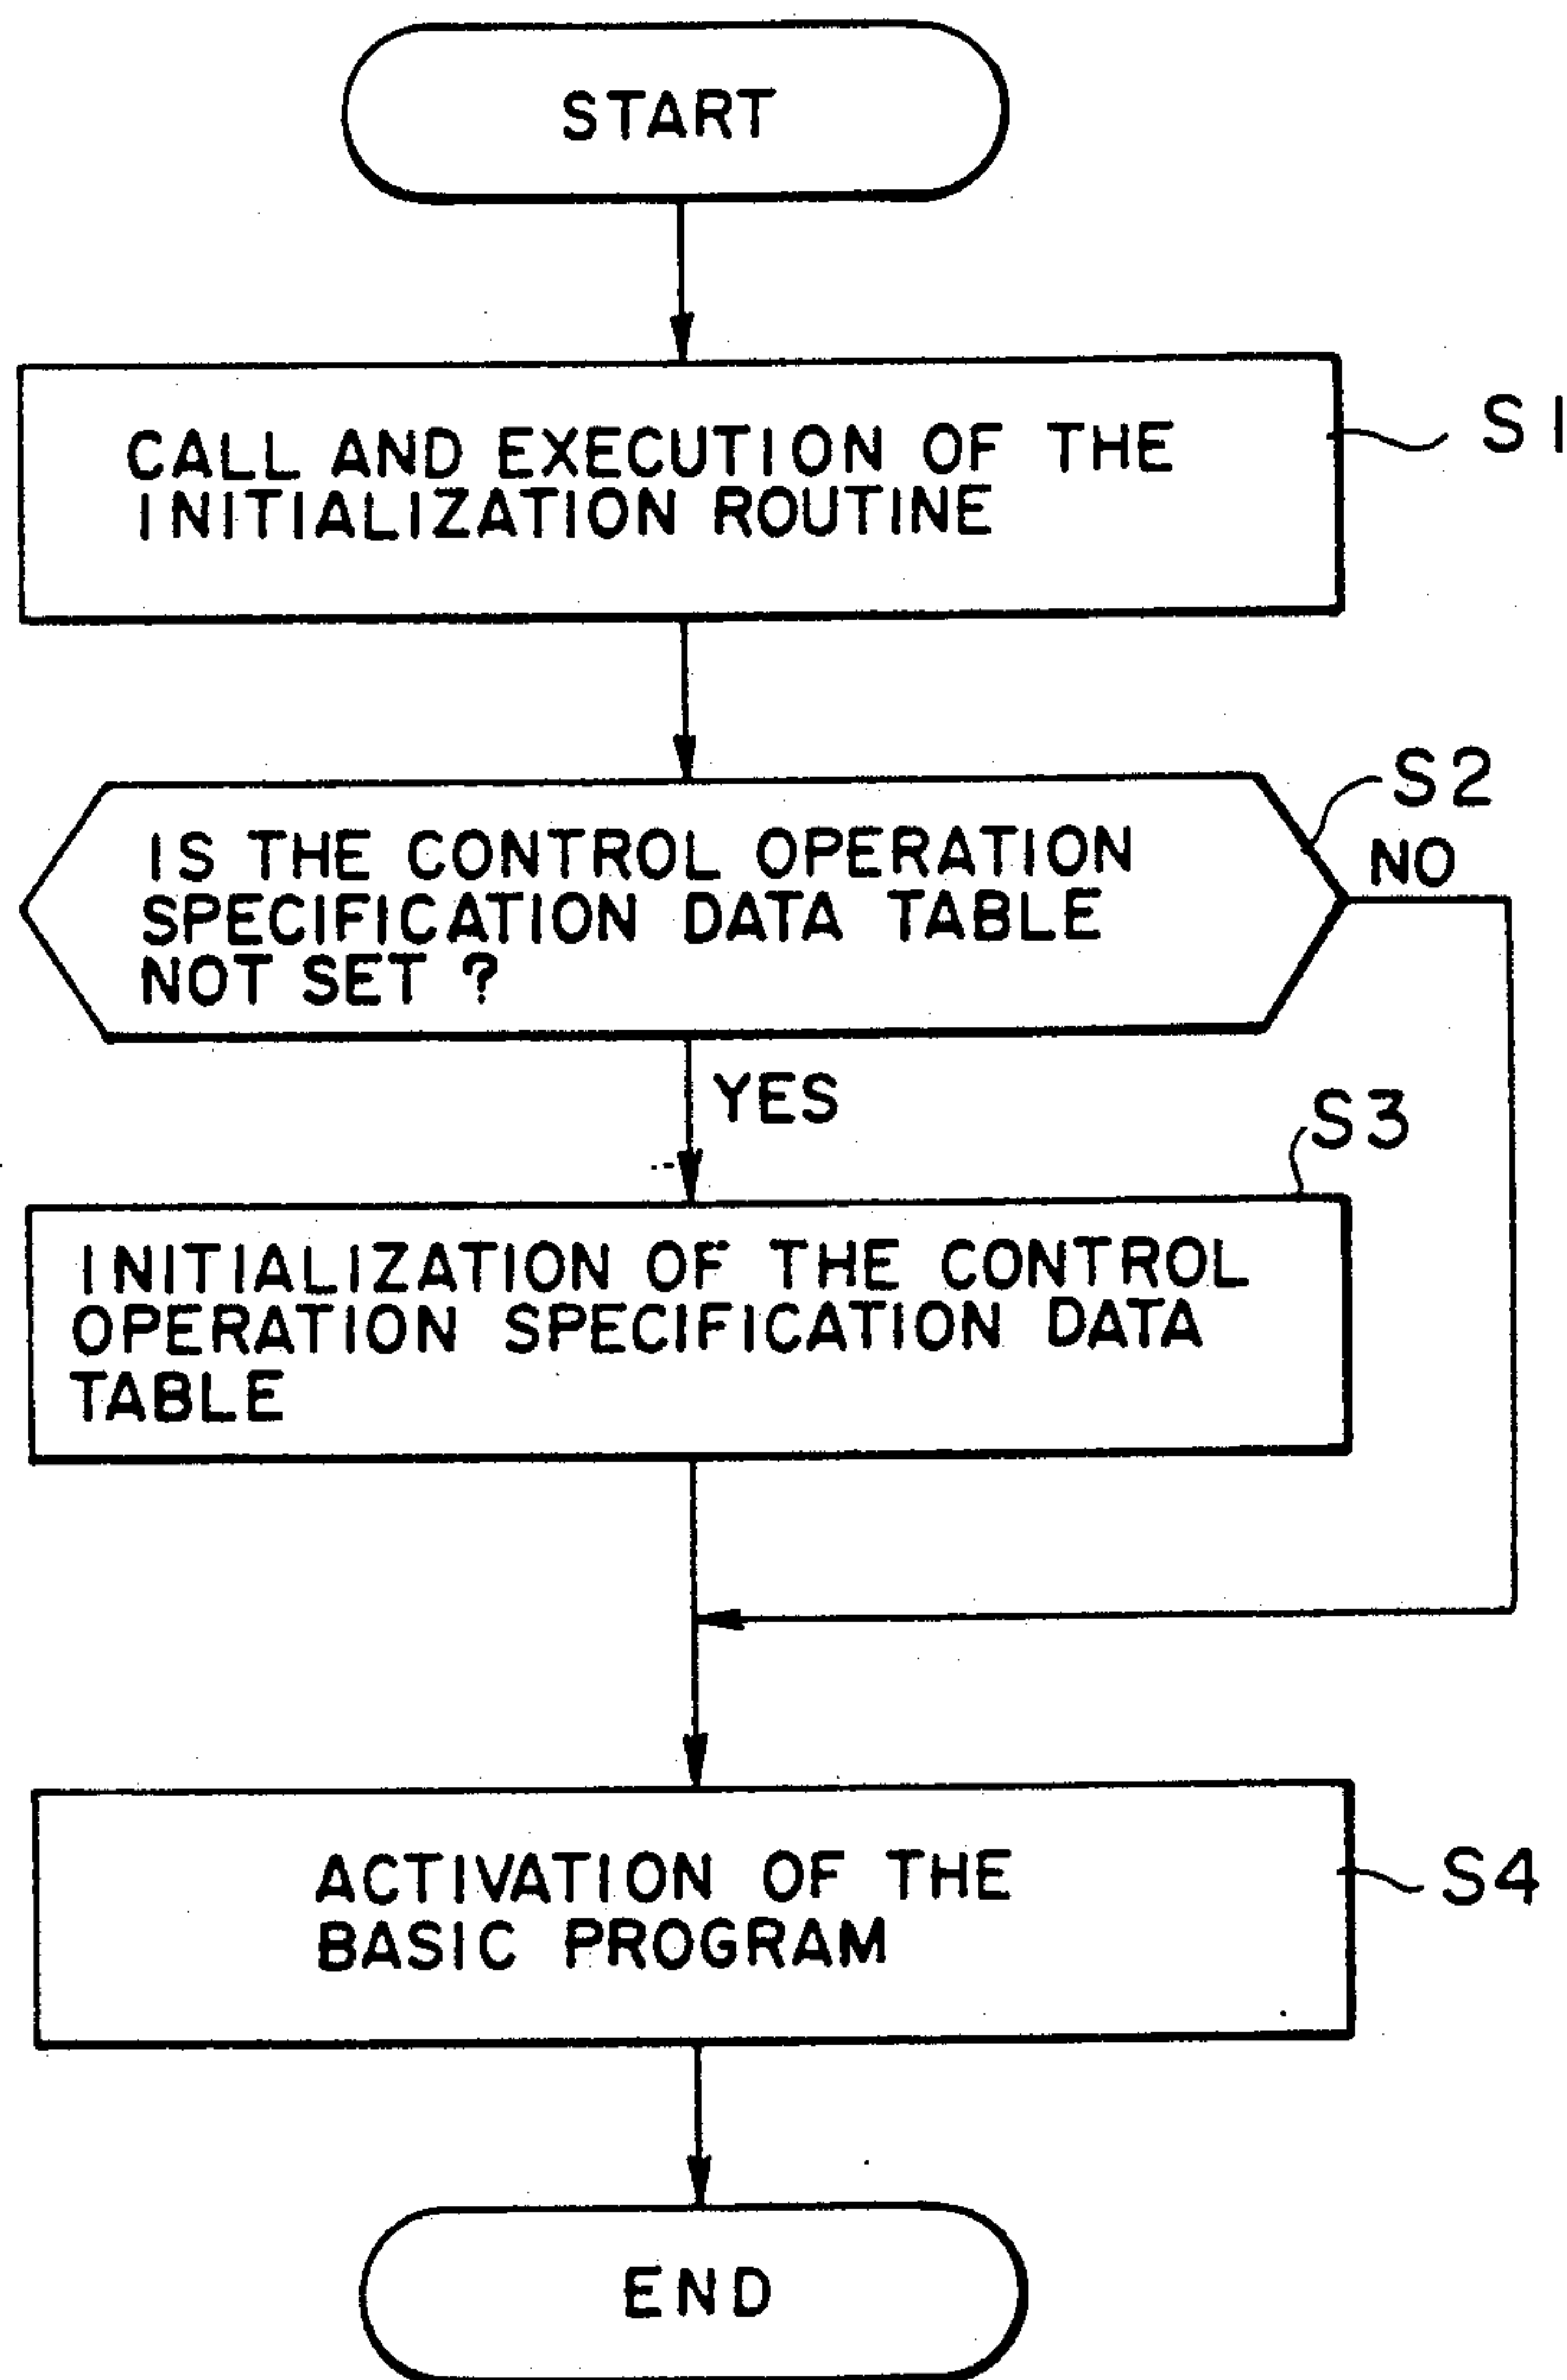 START
CALL AND EXECUTION OF THE
INITIALIZATION ROUTINE
S1
IS THE CONTROL OPERATION
SPECIFICATION DATA TABLE
NOT SET ?
S2
NO
YES
S3
INITIALIZATION OF THE CONTROL
OPERATION SPECIFICATION DATA
TABLE
ACTIVATION OF THE
BASIC PROGRAM
S4
END